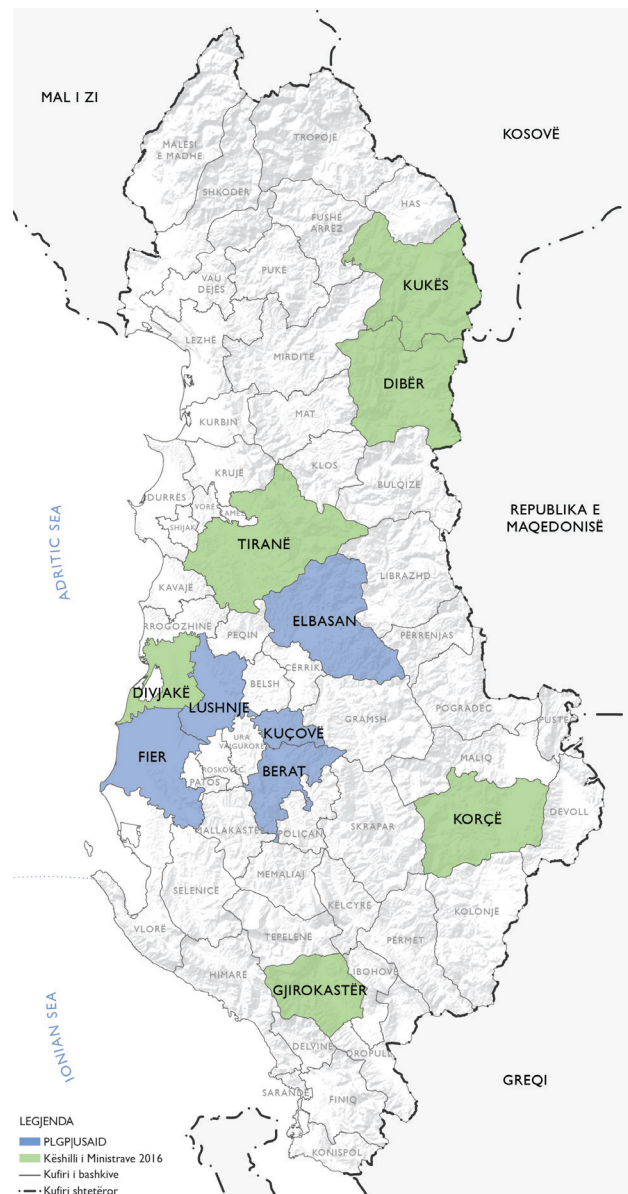 MAL I ZI
KOSOVË
TROPOJË
MALËSI
E MADHE
SHKODËR
HAS
FUSHË
ARRËZ
PUKË
VAU
DEJËS
KUKËS
LEZHË
MIRDITË
DIBËR
MAT
KURBIN
KLOS
KRUJË
BULQIZË
DURRËS
VORË
KAMËZ
SHIJAK
REPUBLIKA E
MAQEDONISË
ADRITIC SEA
TIRANË
LIBRAZHD
KAVAJË
ELBASAN
RROGOZHINË
PEQIN
PËRRENJAS
CËRRIK
BELSH
DIVJAKË
LUSHNJE
POGRADEC
PUSTEC
GRAMSH
KUÇOVË
URA
VAJGURORE
FIER
MALIQ
BERAT
ROSKOVEC
PATOS
DEVOLL
KORÇË
MALLAKASTËR
SKRAPAR
POLIÇAN
MEMALIAJ
SELENICË
KËLCYRË
KOLONJË
VLORË
TEPELENË
PËRMET
HIMARË
LIBOHOVË
GJIROKASTËR
IONIAN SEA
DELVINË
DROPULL
GREQI
SARANDË
FINIQ
KONISPOL
LEGJENDA
PLGP|USAID
Këshilli i Ministrave 2016
Kufiri i bashkive
Kufiri shtetëror